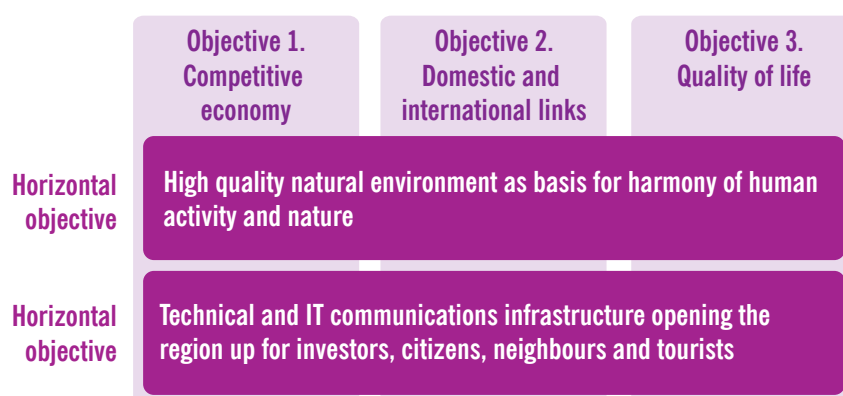 Objective 1.
Competitive
economy
Objective 2.
Domestic and
international links
Objective 3.
Quality of life
Horizontal
objective
High quality natural environment as basis for harmony of human
activity and nature
Horizontal
objective
Technical and IT communications infrastructure opening the
region up for investors, citizens, neighbours and tourists